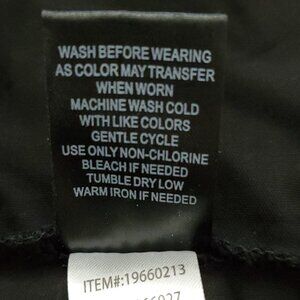 WASH BEFORE WEARING
AS COLOR MAY TRANSFER
WHEN WORN
MACHINE WASH COLD
WITH LIKE COLORS
GENTLE CYCLE
USE ONLY NON-CHLORINE
BLEACH IF NEEDED
TUMBLE DRY LOW
WARM IRON IF NEEDED
ITEM#:19660213